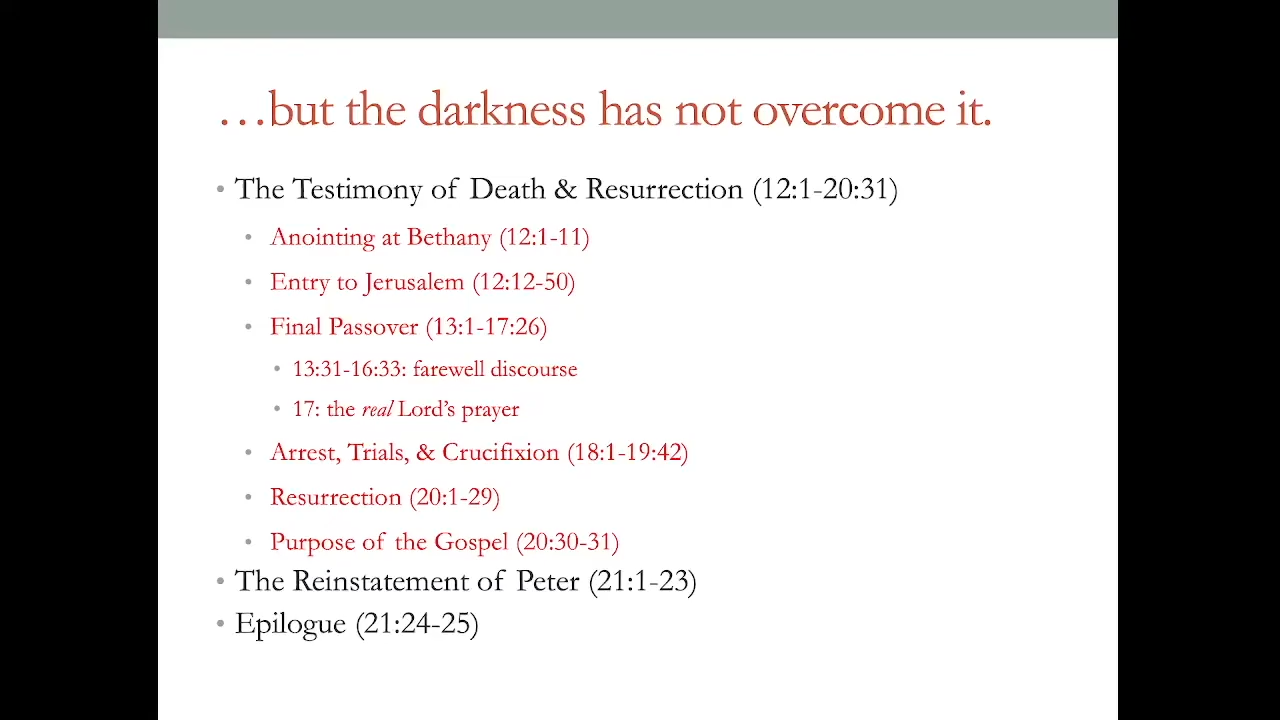 …but the darkness has not overcome it.
• The Testimony of Death & Resurrection (12:1-20:31)
• Anointing at Bethany (12:1-11)
• Entry to Jerusalem (12:12-50)
• Final Passover (13:1-17:26)
• 13:31-16:33: farewell discourse
• 17: the real Lord’s prayer
• Arrest, Trials, & Crucifixion (18:1-19:42)
• Resurrection (20:1-29)
• Purpose of the Gospel (20:30-31)
• The Reinstatement of Peter (21:1-23)
• Epilogue (21:24-25)